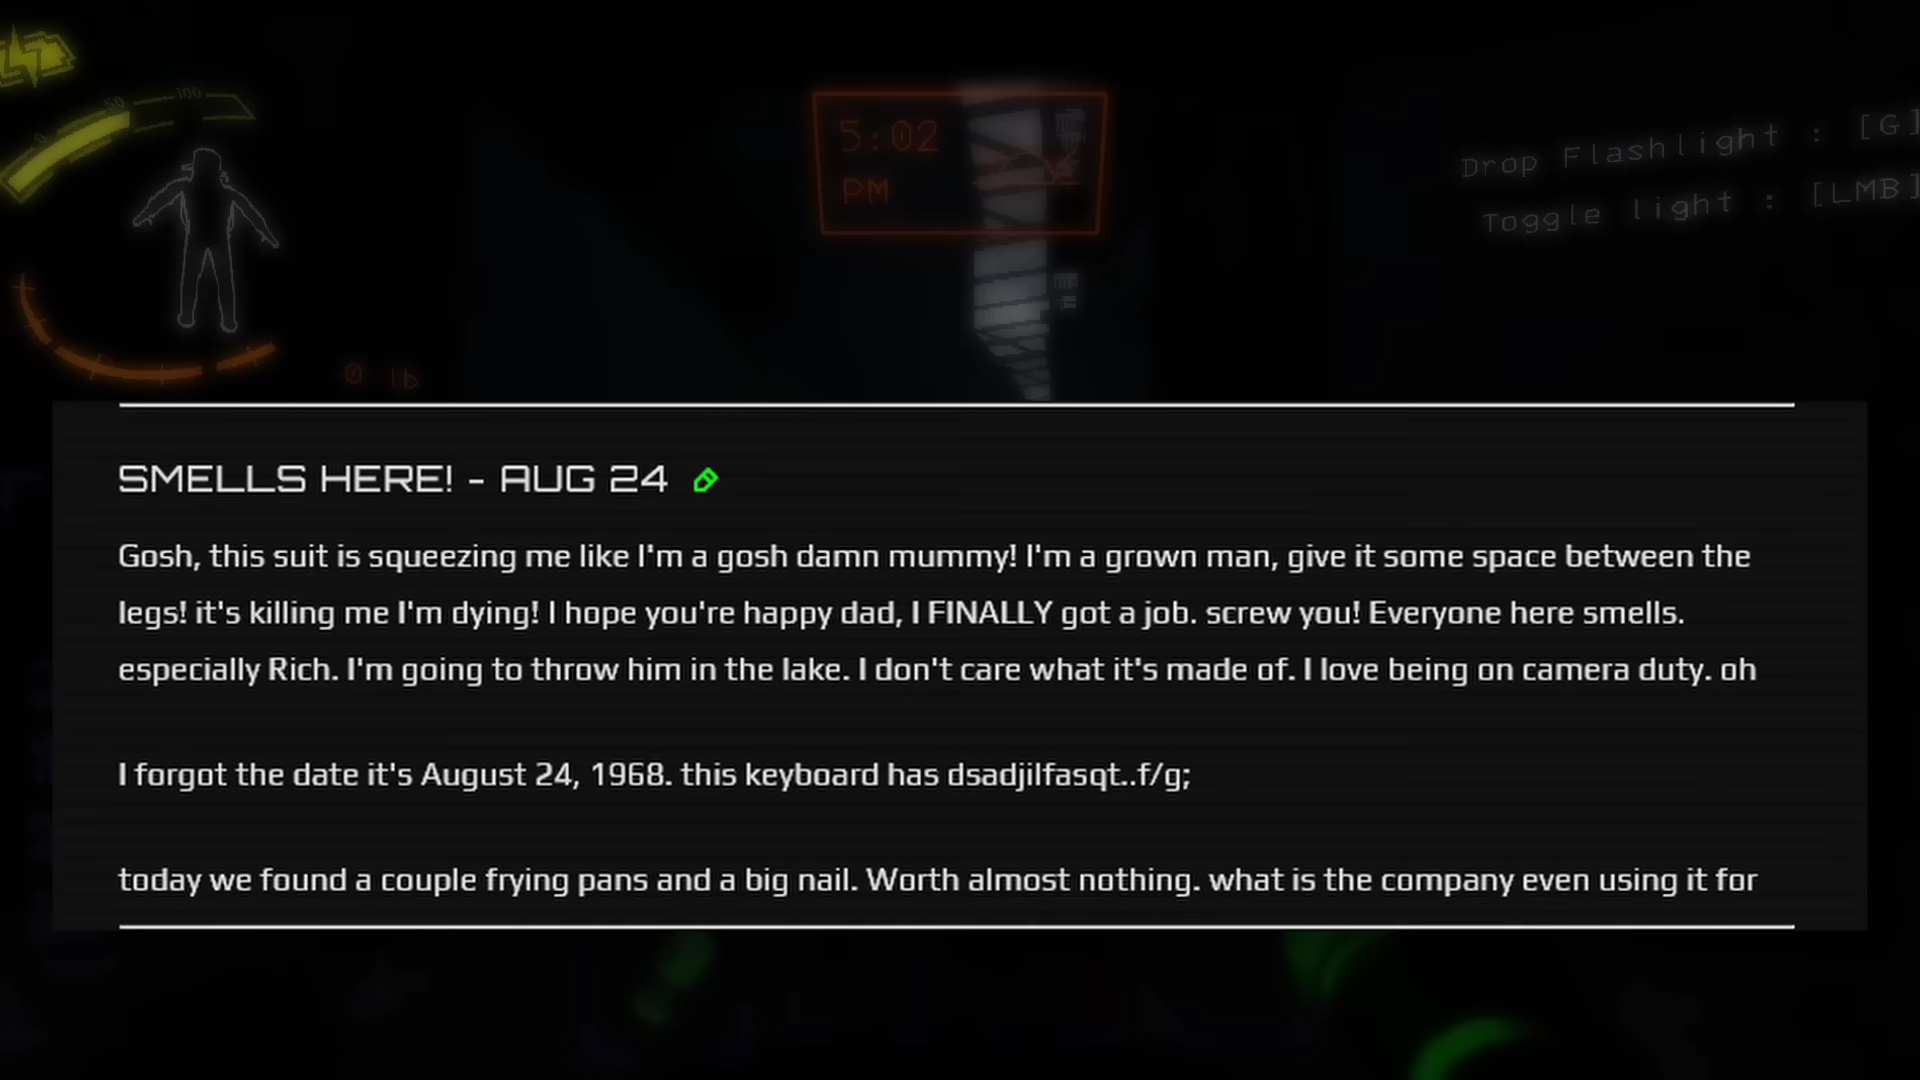 0 50 100
5:02
PM
Drop Flashlight : [G]
Toggle light : [LMB]
0 lb
SMELLS HERE! - AUG 24
Gosh, this suit is squeezing me like I'm a gosh damn mummy! I'm a grown man, give it some space between the
legs! it's killing me I'm dying! I hope you're happy dad, I FINALLY got a job. screw you! Everyone here smells.
especially Rich. I'm going to throw him in the lake. I don't care what it's made of. I love being on camera duty. oh
I forgot the date it's August 24, 1968. this keyboard has dsadjilfasqt..f/g;
today we found a couple frying pans and a big nail. Worth almost nothing. what is the company even using it for